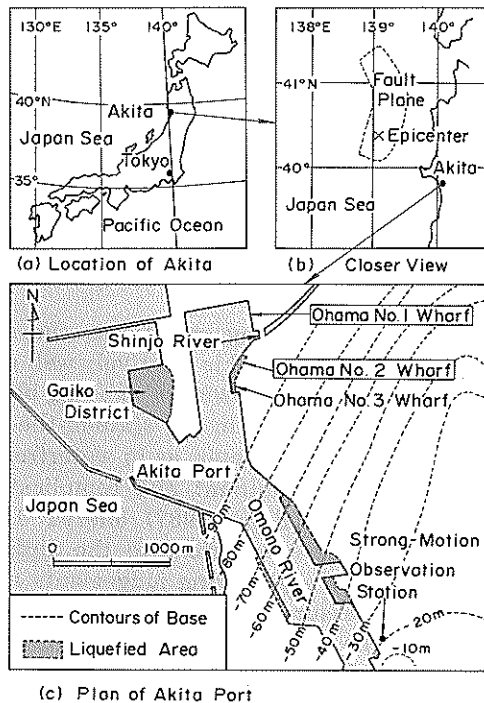 130°E 135° 140°
40°N
Akita
Japan Sea
Tokyo
35°
Pacific Ocean
(a) Location of Akita
138°E 139° 140°
41°N
Fault
Plane
Epicenter
40°
Akita
Japan Sea
(b) Closer View
N
Ohama No. 1 Wharf
Shinjo River
Ohama No. 2 Wharf
Gaiko
District
Ohama No. 3 Wharf
Akita Port
Japan Sea
Omono River
Strong-Motion
Observation
Station
0 1000m
-90m
-80m
-70m
-60m
-50m
-40m
-30m
-20m
-10m
Contours of Base
Liquefied Area
(c) Plan of Akita Port